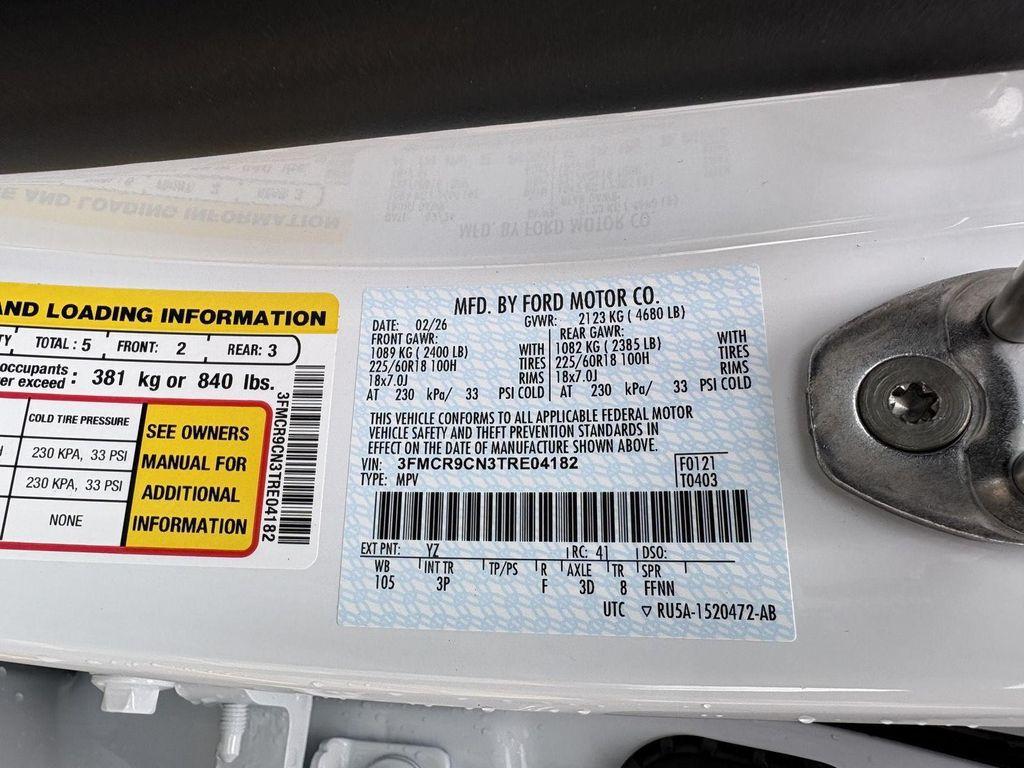 AND LOADING INFORMATION
TOTAL : 5 FRONT: 2 REAR: 3
occupants
er exceed : 381 kg or 840 lbs.
COLD TIRE PRESSURE
230 KPA, 33 PSI
230 KPA, 33 PSI
NONE
SEE OWNERS
MANUAL FOR
ADDITIONAL
INFORMATION
3FMCR9CN3TRE04182
MFD. BY FORD MOTOR CO.
DATE: 02/26 GVWR: 2123 KG ( 4680 LB)
FRONT GAWR: REAR GAWR:
1089 KG ( 2400 LB) WITH 1082 KG ( 2385 LB) WITH
225/60R18 100H TIRES 225/60R18 100H TIRES
18x7.0J RIMS 18x7.0J RIMS
AT 230 kPa/ 33 PSI COLD AT 230 kPa/ 33 PSI COLD
THIS VEHICLE CONFORMS TO ALL APPLICABLE FEDERAL MOTOR
VEHICLE SAFETY AND THEFT PREVENTION STANDARDS IN
EFFECT ON THE DATE OF MANUFACTURE SHOWN ABOVE.
VIN: 3FMCR9CN3TRE04182 F0121
TYPE: MPV T0403
EXT PNT: YZ RC: 41 DSO:
WB INT TR TP/PS R AXLE TR SPR
105 3P F 3D 8 FFNN
UTC ▽ RU5A-1520472-AB